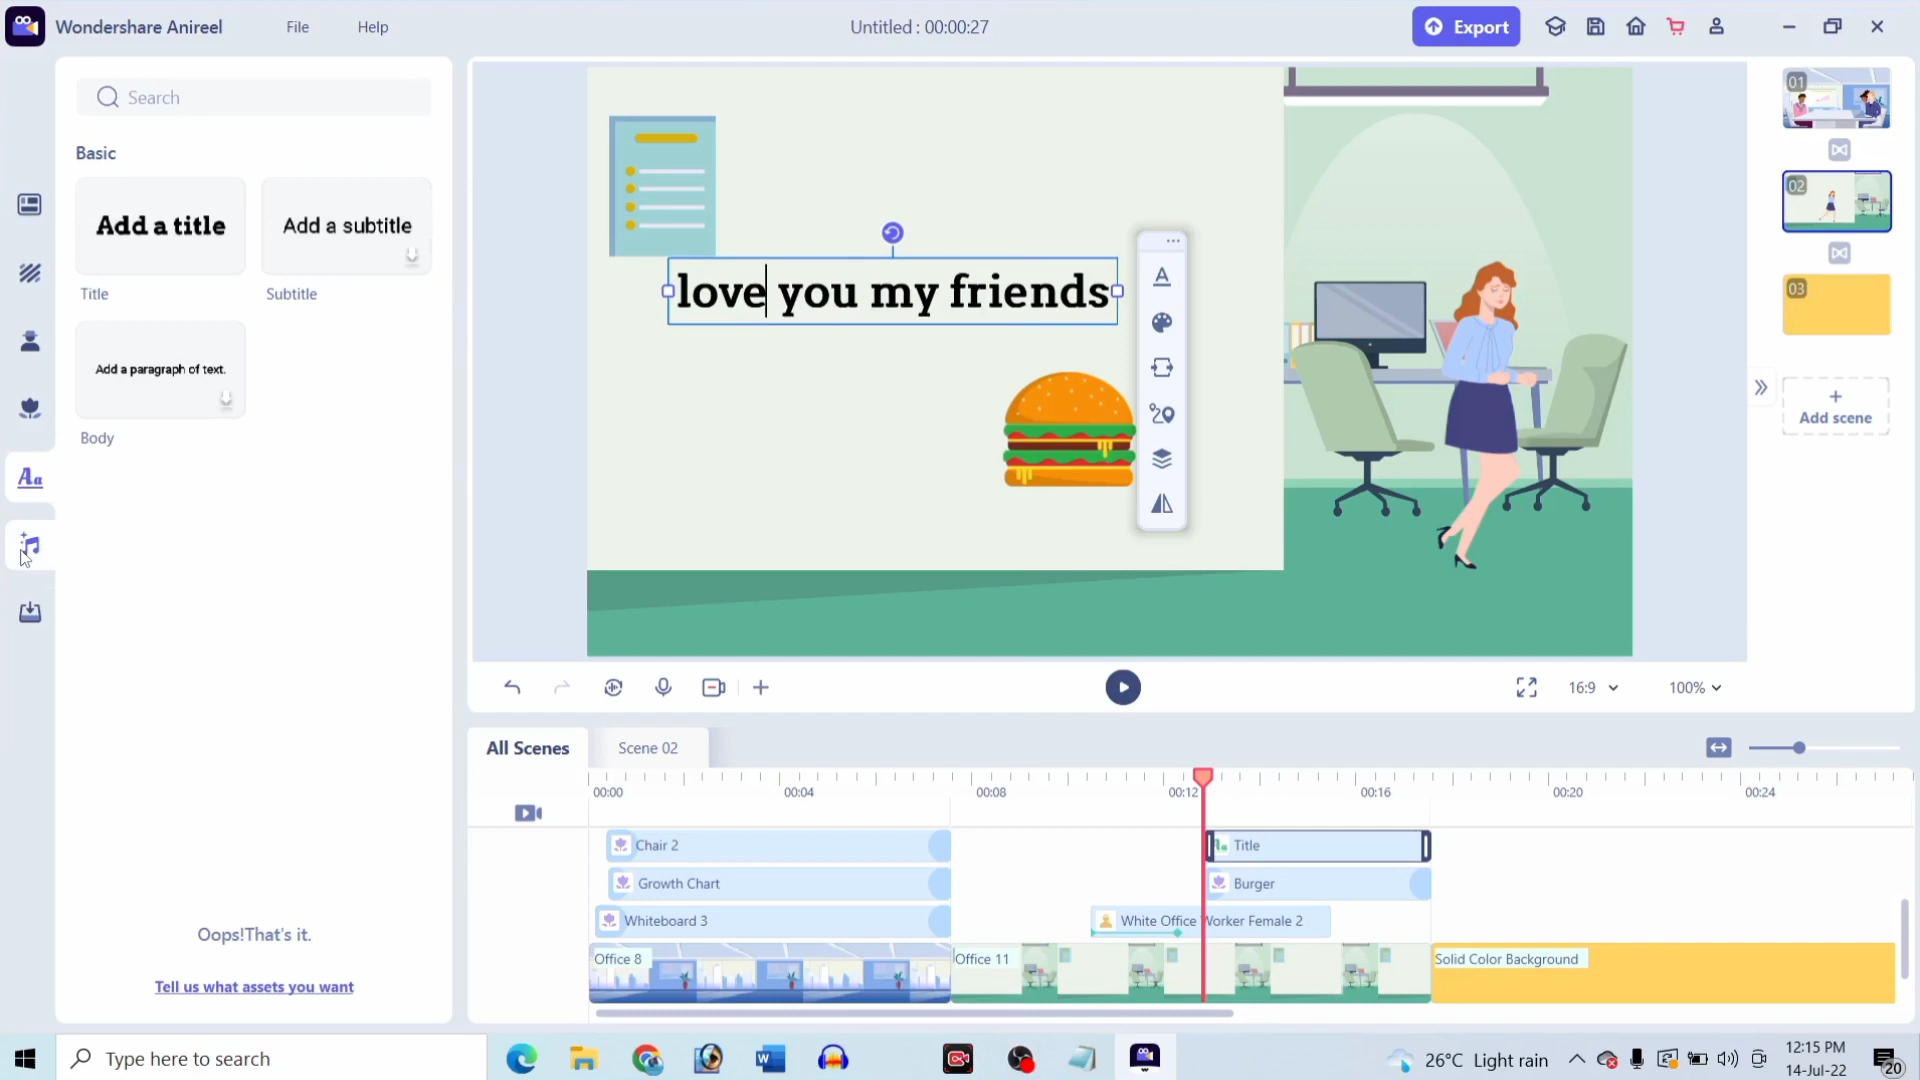 Wondershare Anireel
File
Help
Untitled : 00:00:27
Export
Search
Basic
Add a title
Add a subtitle
Title
Subtitle
Add a paragraph of text.
Body
Oops!That's it.
Tell us what assets you want
love you my friends
01
02
03
+
Add scene
16:9
100%
All Scenes
Scene 02
00:00
00:04
00:08
00:12
00:16
00:20
00:24
Chair 2
Title
Growth Chart
Burger
Whiteboard 3
White Office Worker Female 2
Office 8
Office 11
Solid Color Background
Type here to search
26°C Light rain
12:15 PM
14-Jul-22
20